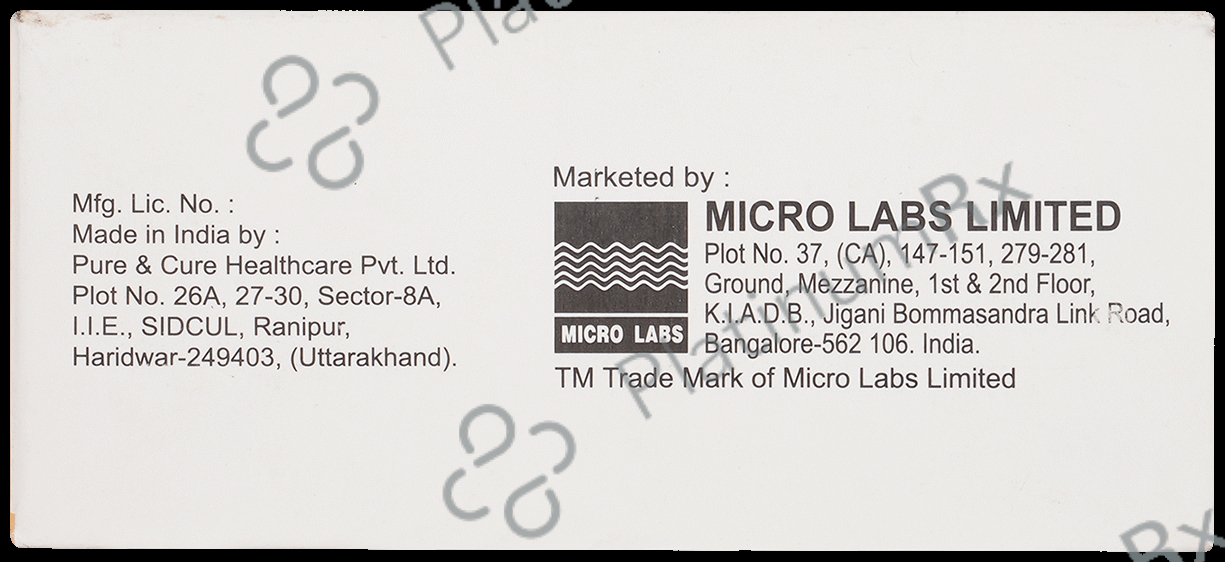 Mfg. Lic. No. :
Made in India by :
Pure & Cure Healthcare Pvt. Ltd.
Plot No. 26A, 27-30, Sector-8A,
I.I.E., SIDCUL, Ranipur,
Haridwar-249403, (Uttarakhand).
Marketed by :
MICRO LABS LIMITED
Plot No. 37, (CA), 147-151, 279-281,
Ground, Mezzanine, 1st & 2nd Floor,
K.I.A.D.B., Jigani Bommasandra Link Road,
Bangalore-562 106. India.
MICRO LABS
TM Trade Mark of Micro Labs Limited
PlatinumRx
Platin
Rx